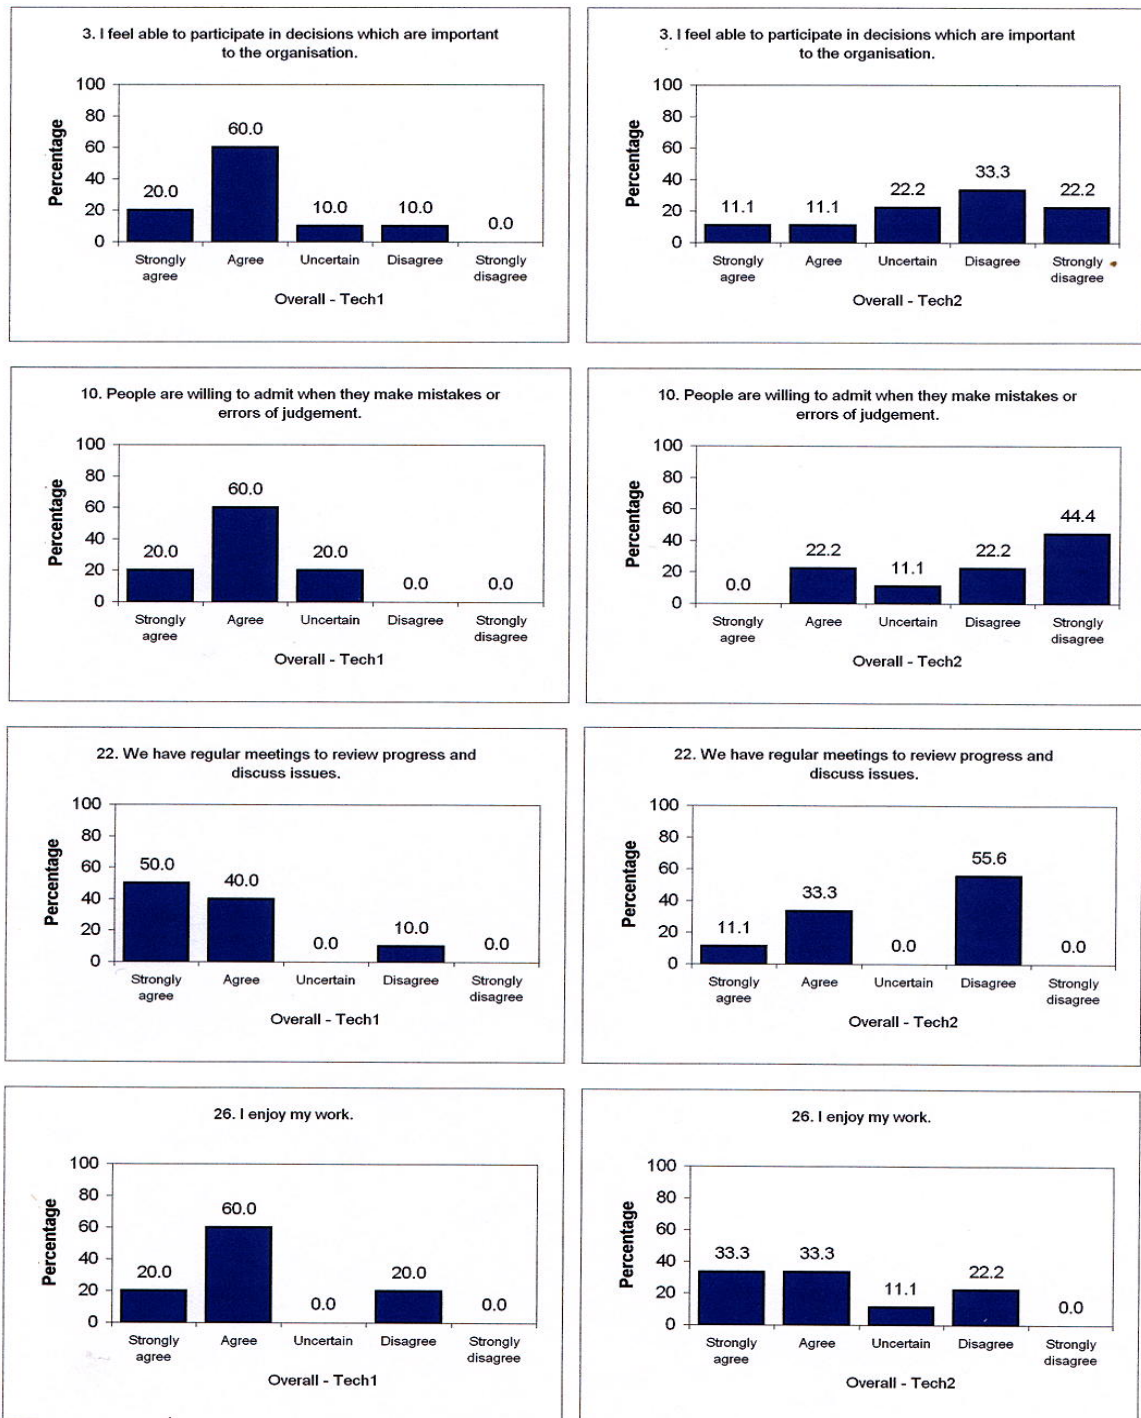 3. I feel able to participate in decisions which are important
to the organisation.
Percentage
100
80
60
40
20
0
20.0
60.0
10.0
10.0
0.0
Strongly
agree
Agree
Uncertain
Disagree
Strongly
disagree
Overall - Tech1
3. I feel able to participate in decisions which are important
to the organisation.
Percentage
100
80
60
40
20
0
11.1
11.1
22.2
33.3
22.2
Strongly
agree
Agree
Uncertain
Disagree
Strongly
disagree
Overall - Tech2
10. People are willing to admit when they make mistakes or
errors of judgement.
Percentage
100
80
60
40
20
0
20.0
60.0
20.0
0.0
0.0
Strongly
agree
Agree
Uncertain
Disagree
Strongly
disagree
Overall - Tech1
10. People are willing to admit when they make mistakes or
errors of judgement.
Percentage
100
80
60
40
20
0
0.0
22.2
11.1
22.2
44.4
Strongly
agree
Agree
Uncertain
Disagree
Strongly
disagree
Overall - Tech2
22. We have regular meetings to review progress and
discuss issues.
Percentage
100
80
60
40
20
0
50.0
40.0
0.0
10.0
0.0
Strongly
agree
Agree
Uncertain
Disagree
Strongly
disagree
Overall - Tech1
22. We have regular meetings to review progress and
discuss issues.
Percentage
100
80
60
40
20
0
11.1
33.3
0.0
55.6
0.0
Strongly
agree
Agree
Uncertain
Disagree
Strongly
disagree
Overall - Tech2
26. I enjoy my work.
Percentage
100
80
60
40
20
0
20.0
60.0
0.0
20.0
0.0
Strongly
agree
Agree
Uncertain
Disagree
Strongly
disagree
Overall - Tech1
26. I enjoy my work.
Percentage
100
80
60
40
20
0
33.3
33.3
11.1
22.2
0.0
Strongly
agree
Agree
Uncertain
Disagree
Strongly
disagree
Overall - Tech2